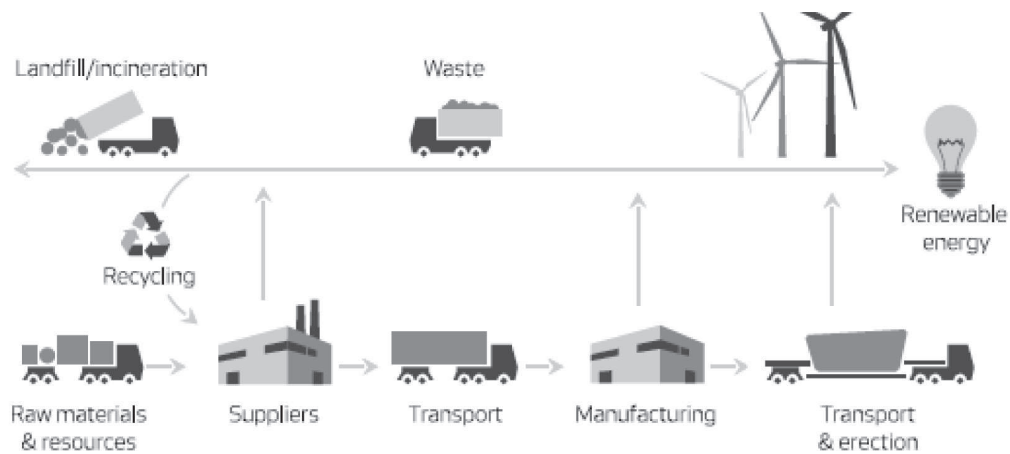 Landfill/incineration
Waste
Renewable
energy
Recycling
Raw materials
& resources
Suppliers
Transport
Manufacturing
Transport
& erection